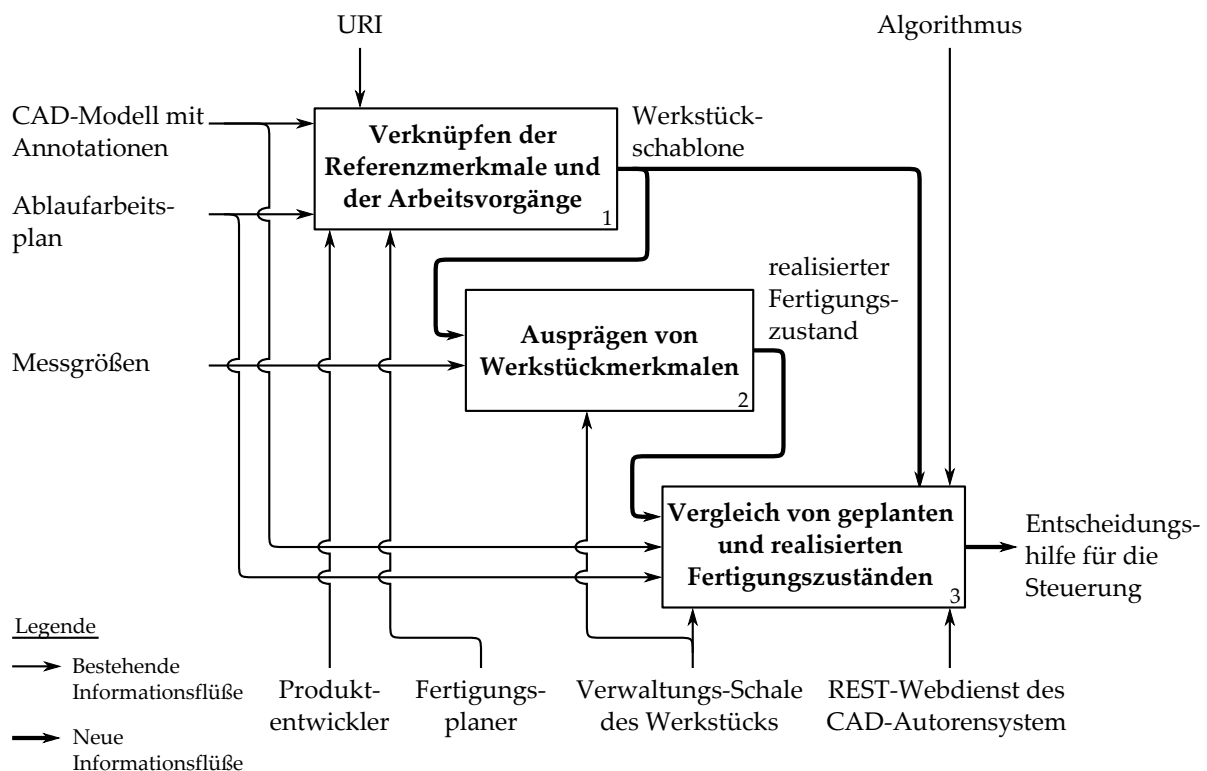 URI
Algorithmus
CAD-Modell mit
Annotationen
Verknüpfen der
Referenzmerkmale und
der Arbeitsvorgänge
1
Werkstück-
schablone
Ablaufarbeits-
plan
realisierter
Fertigungs-
zustand
Messgrößen
Ausprägen von
Werkstückmerkmalen
2
Vergleich von geplanten
und realisierten
Fertigungszuständen
3
Entscheidungs-
hilfe für die
Steuerung
Legende
Bestehende
Informationsflüße
Neue
Informationsflüße
Produkt-
entwickler
Fertigungs-
planer
Verwaltungs-Schale
des Werkstücks
REST-Webdienst des
CAD-Autorensystem